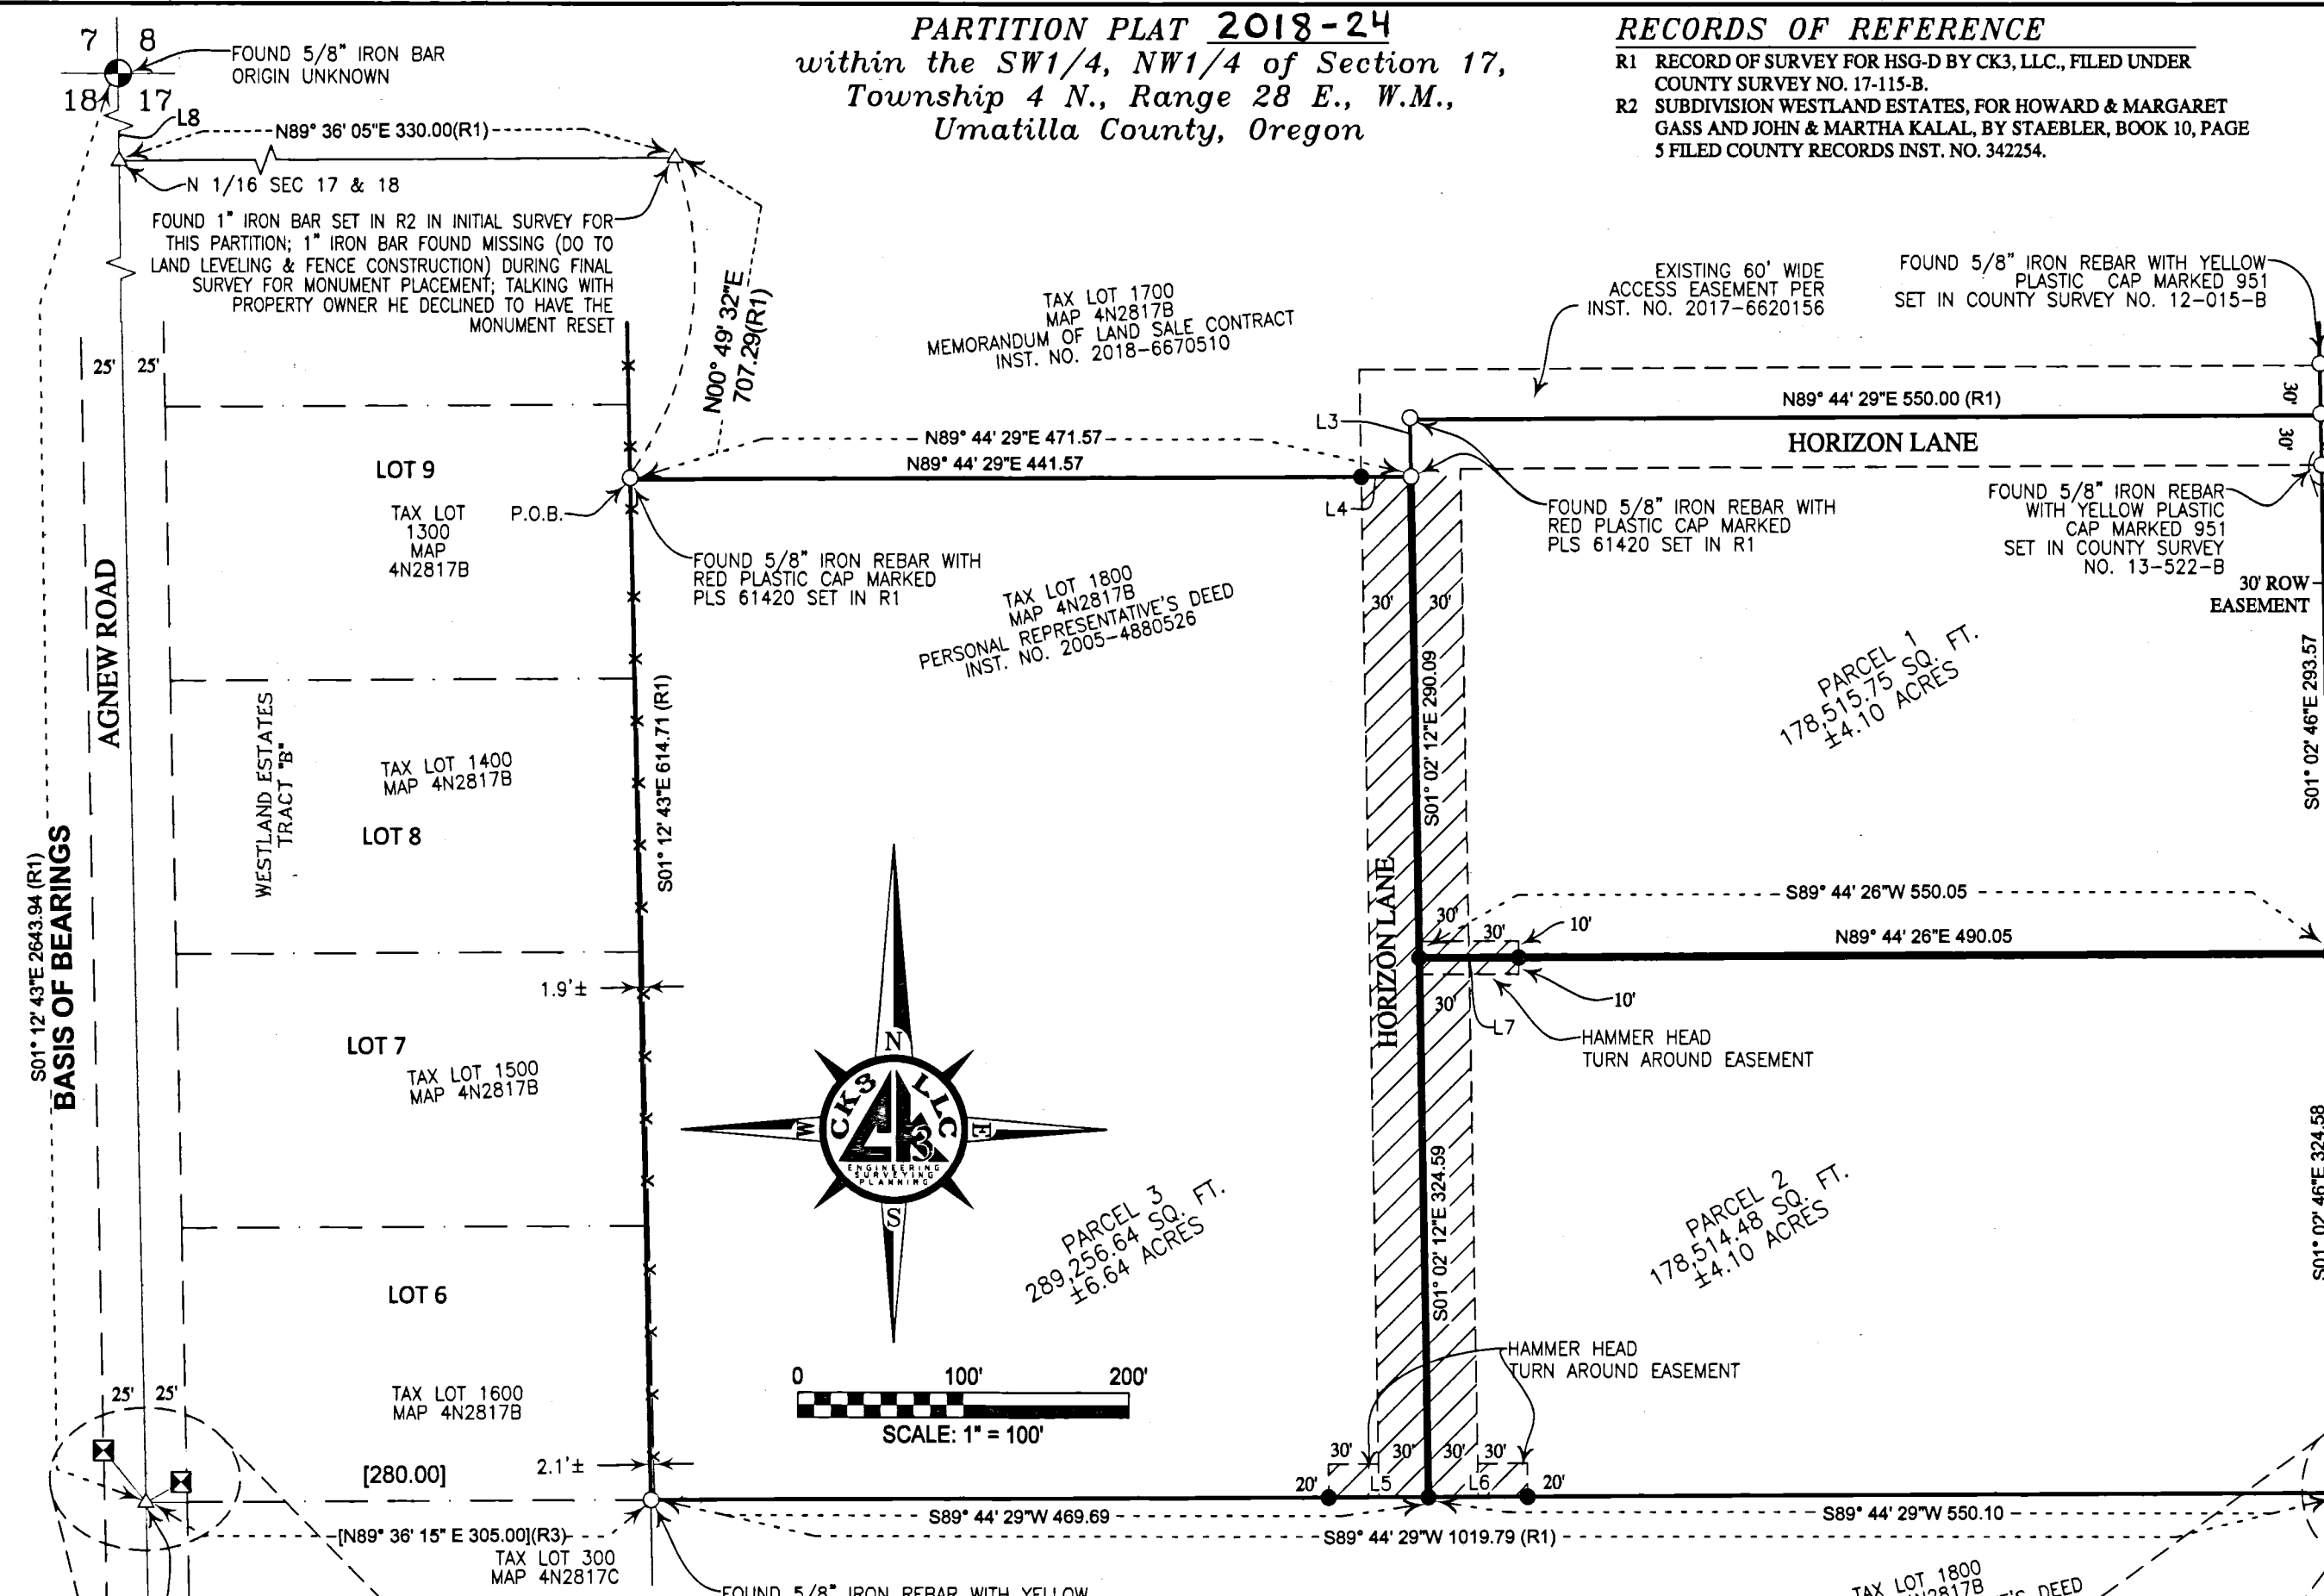 PARTITION PLAT 2018-24
within the SW1/4, NW1/4 of Section 17,
Township 4 N., Range 28 E., W.M.,
Umatilla County, Oregon
RECORDS OF REFERENCE
R1 RECORD OF SURVEY FOR HSG-D BY CK3, LLC., FILED UNDER
COUNTY SURVEY NO. 17-115-B.
R2 SUBDIVISION WESTLAND ESTATES, FOR HOWARD & MARGARET
GASS AND JOHN & MARTHA KALAL, BY STAEBLER, BOOK 10, PAGE
5 FILED COUNTY RECORDS INST. NO. 342254.
7 8
18 17
FOUND 5/8" IRON BAR
ORIGIN UNKNOWN
L8
N89° 36' 05"E 330.00(R1)
N 1/16 SEC 17 & 18
FOUND 1" IRON BAR SET IN R2 IN INITIAL SURVEY FOR
THIS PARTITION; 1" IRON BAR FOUND MISSING (DO TO
LAND LEVELING & FENCE CONSTRUCTION) DURING FINAL
SURVEY FOR MONUMENT PLACEMENT; TALKING WITH
PROPERTY OWNER HE DECLINED TO HAVE THE
MONUMENT RESET
N00° 49' 32"E
707.29(R1)
TAX LOT 1700
MAP 4N2817B
MEMORANDUM OF LAND SALE CONTRACT
INST. NO. 2018-6670510
EXISTING 60' WIDE
ACCESS EASEMENT PER
INST. NO. 2017-6620156
FOUND 5/8" IRON REBAR WITH YELLOW
PLASTIC CAP MARKED 951
SET IN COUNTY SURVEY NO. 12-015-B
25' 25'
N89° 44' 29"E 550.00 (R1)
30'
HORIZON LANE
30'
L3
N89° 44' 29"E 471.57
N89° 44' 29"E 441.57
L4
LOT 9
TAX LOT
1300
MAP
4N2817B
P.O.B.
FOUND 5/8" IRON REBAR WITH
RED PLASTIC CAP MARKED
PLS 61420 SET IN R1
FOUND 5/8" IRON REBAR WITH
RED PLASTIC CAP MARKED
PLS 61420 SET IN R1
FOUND 5/8" IRON REBAR
WITH YELLOW PLASTIC
CAP MARKED 951
SET IN COUNTY SURVEY
NO. 13-522-B
30' ROW
EASEMENT
TAX LOT 1800
MAP 4N2817B
PERSONAL REPRESENTATIVE'S DEED
INST. NO. 2005-4880526
30' 30'
AGNEW ROAD
S01° 12' 43"E 614.71 (R1)
S01° 02' 12"E 290.09
PARCEL 1
178,515.75 SQ. FT.
±4.10 ACRES
S01° 02' 46"E 293.57
WESTLAND ESTATES
TRACT "B"
TAX LOT 1400
MAP 4N2817B
LOT 8
S01° 12' 43"E 2643.94 (R1)
BASIS OF BEARINGS
HORIZON LANE
S89° 44' 26"W 550.05
30' 30' 10'
N89° 44' 26"E 490.05
30' 10'
L7
HAMMER HEAD
TURN AROUND EASEMENT
1.9'±
LOT 7
TAX LOT 1500
MAP 4N2817B
N
W
E
S
CK3 LLC
3
ENGINEERING
SURVEYING
PLANNING
S01° 02' 12"E 324.59
S01° 02' 46"E 324.58
PARCEL 3
289,256.64 SQ. FT.
±6.64 ACRES
PARCEL 2
178,514.48 SQ. FT.
±4.10 ACRES
LOT 6
HAMMER HEAD
TURN AROUND EASEMENT
0 100' 200'
SCALE: 1" = 100'
TAX LOT 1600
MAP 4N2817B
25' 25'
[280.00]
2.1'±
30' 30' 30' 30'
20' L5 L6 20'
S89° 44' 29"W 469.69
S89° 44' 29"W 550.10
[N89° 36' 15" E 305.00](R3)
S89° 44' 29"W 1019.79 (R1)
TAX LOT 300
MAP 4N2817C
FOUND 5/8" IRON REBAR WITH YELLOW
TAX LOT 1800
4N2817B
DEED